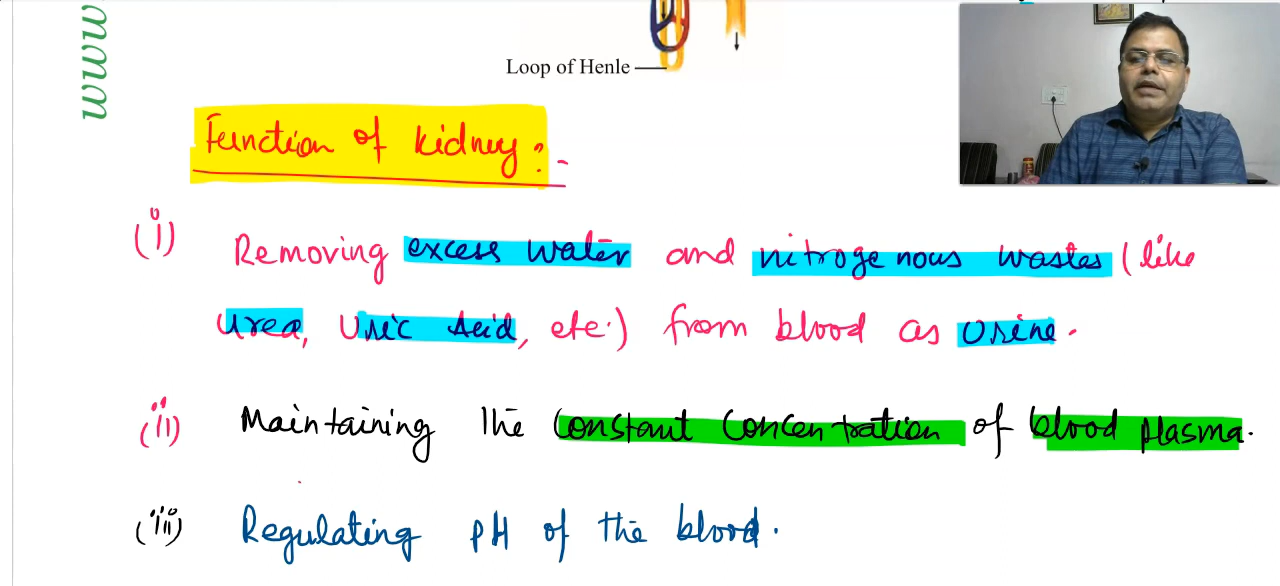 www
Loop of Henle
Function of kidney:-
(i) Removing excess water and nitrogenous wastes (like
urea, Uric Acid, etc.) from blood as Urine.
(ii) Maintaining the constant concentration of blood plasma.
(iii) Regulating pH of the blood.